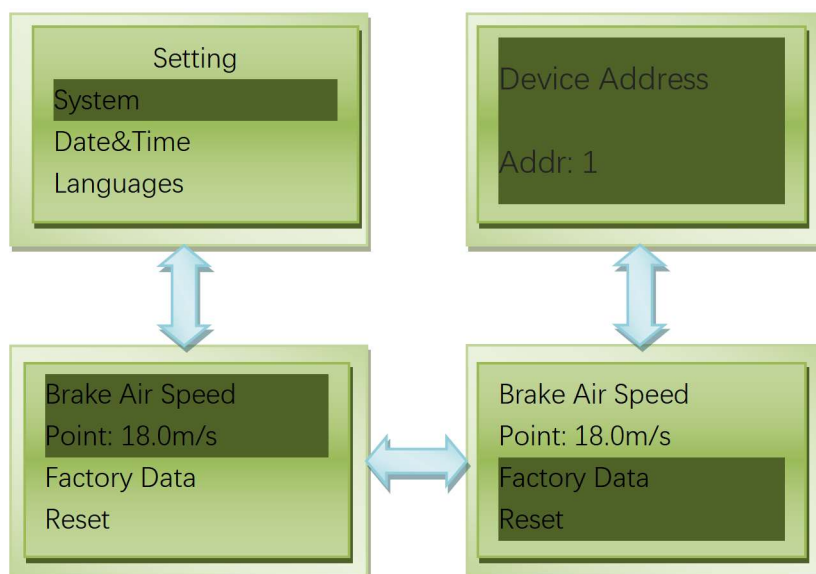 Setting
System
Date&Time
Languages
Device Address
Addr: 1
Brake Air Speed
Point: 18.0m/s
Factory Data
Reset
Brake Air Speed
Point: 18.0m/s
Factory Data
Reset